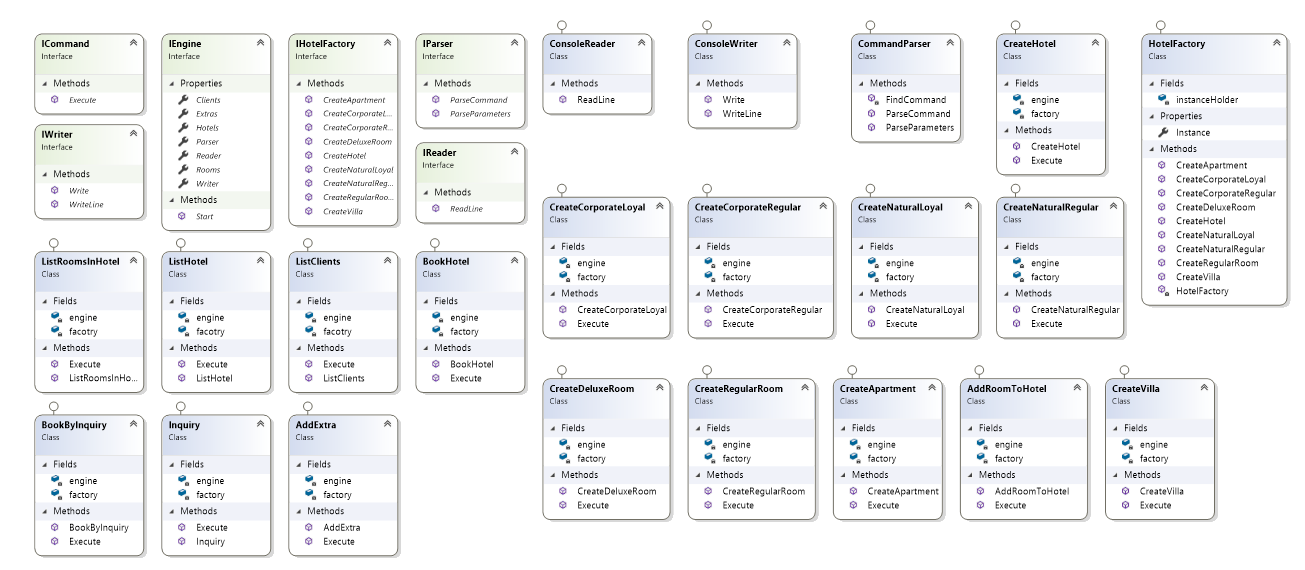 ICommand
Interface
Methods
Execute
IEngine
Interface
Properties
Clients
Extras
Hotels
Parser
Reader
Rooms
Writer
Methods
Start
IHotelFactory
Interface
Methods
CreateApartment
CreateCorporateL...
CreateCorporateR...
CreateDeluxeRoom
CreateHotel
CreateNaturalLoyal
CreateNaturalReg...
CreateRegularRoo...
CreateVilla
IParser
Interface
Methods
ParseCommand
ParseParameters
ConsoleReader
Class
Methods
ReadLine
ConsoleWriter
Class
Methods
Write
WriteLine
CommandParser
Class
Methods
FindCommand
ParseCommand
ParseParameters
CreateHotel
Class
Fields
engine
factory
Methods
CreateHotel
Execute
HotelFactory
Class
Fields
instanceHolder
Properties
Instance
Methods
CreateApartment
CreateCorporateLoyal
CreateCorporateRegular
CreateDeluxeRoom
CreateHotel
CreateNaturalLoyal
CreateNaturalRegular
CreateRegularRoom
CreateVilla
HotelFactory
IWriter
Interface
Methods
Write
WriteLine
IReader
Interface
Methods
ReadLine
CreateCorporateLoyal
Class
Fields
engine
factory
Methods
CreateCorporateLoyal
Execute
CreateCorporateRegular
Class
Fields
engine
factory
Methods
CreateCorporateRegular
Execute
CreateNaturalLoyal
Class
Fields
engine
factory
Methods
CreateNaturalLoyal
Execute
CreateNaturalRegular
Class
Fields
engine
factory
Methods
CreateNaturalRegular
Execute
ListRoomsInHotel
Class
Fields
engine
facotry
Methods
Execute
ListRoomsInHo...
ListHotel
Class
Fields
engine
facotry
Methods
Execute
ListHotel
ListClients
Class
Fields
engine
facotry
Methods
Execute
ListClients
BookHotel
Class
Fields
engine
factory
Methods
BookHotel
Execute
CreateDeluxeRoom
Class
Fields
engine
factory
Methods
CreateDeluxeRoom
Execute
CreateRegularRoom
Class
Fields
engine
factory
Methods
CreateRegularRoom
Execute
CreateApartment
Class
Fields
engine
factory
Methods
CreateApartment
Execute
AddRoomToHotel
Class
Fields
engine
factory
Methods
AddRoomToHotel
Execute
CreateVilla
Class
Fields
engine
factory
Methods
CreateVilla
Execute
BookByInquiry
Class
Fields
engine
factory
Methods
BookByInquiry
Execute
Inquiry
Class
Fields
engine
factory
Methods
Execute
Inquiry
AddExtra
Class
Fields
engine
factory
Methods
AddExtra
Execute